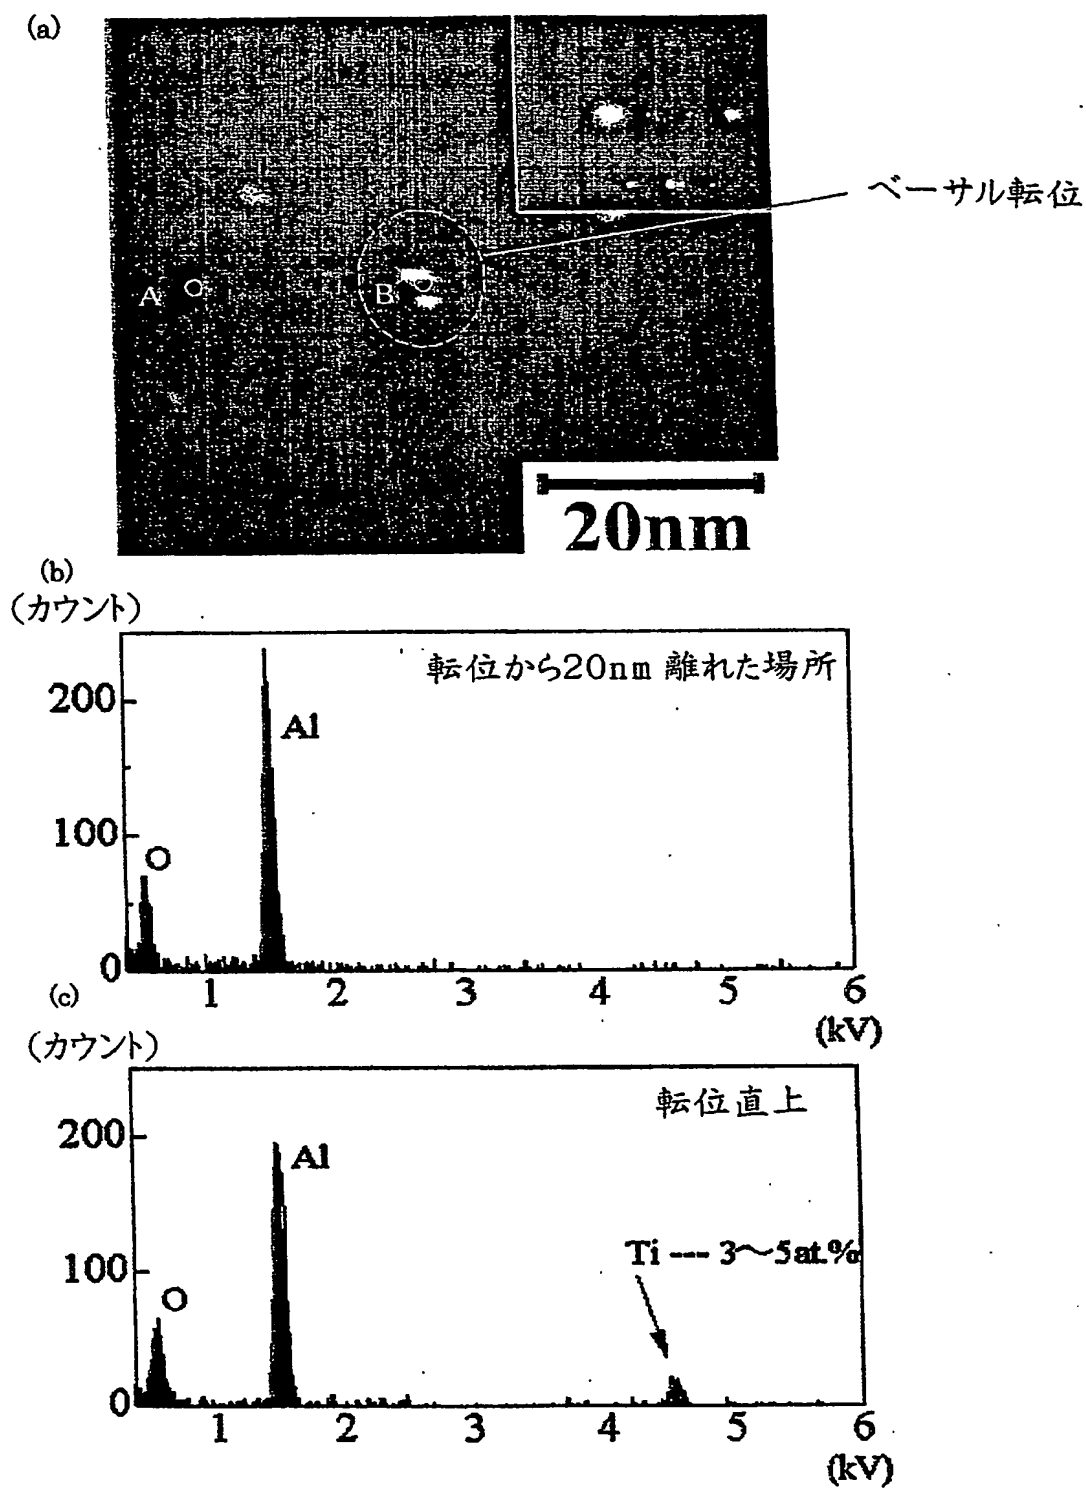 (a)
ベーサル転位
A
B
20nm
(b)
(カウント)
転位から20nm 離れた場所
200
Al
100
O
0
1 2 3 4 5 6
(kV)
(c)
(カウント)
転位直上
200
Al
Ti --- 3～5at.%
100
O
0
1 2 3 4 5 6
(kV)